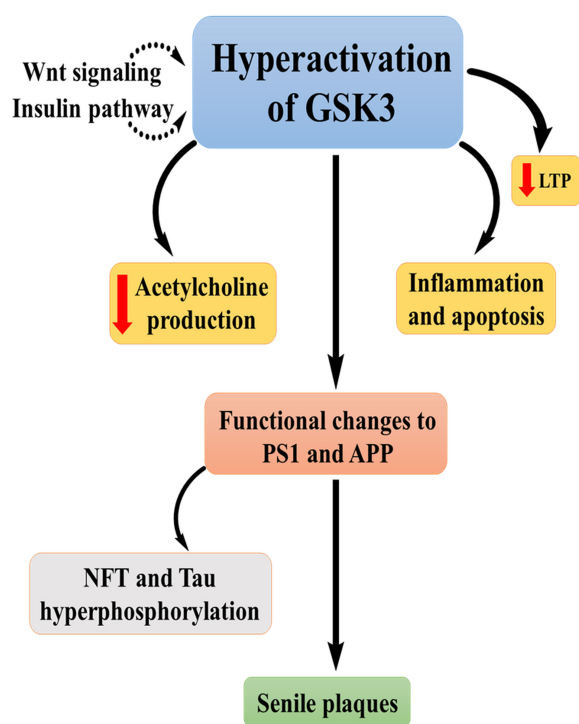 Hyperactivation
of GSK3
Wnt signaling
Insulin pathway
LTP
Acetylcholine
production
Inflammation
and apoptosis
Functional changes to
PS1 and APP
NFT and Tau
hyperphosphorylation
Senile plaques